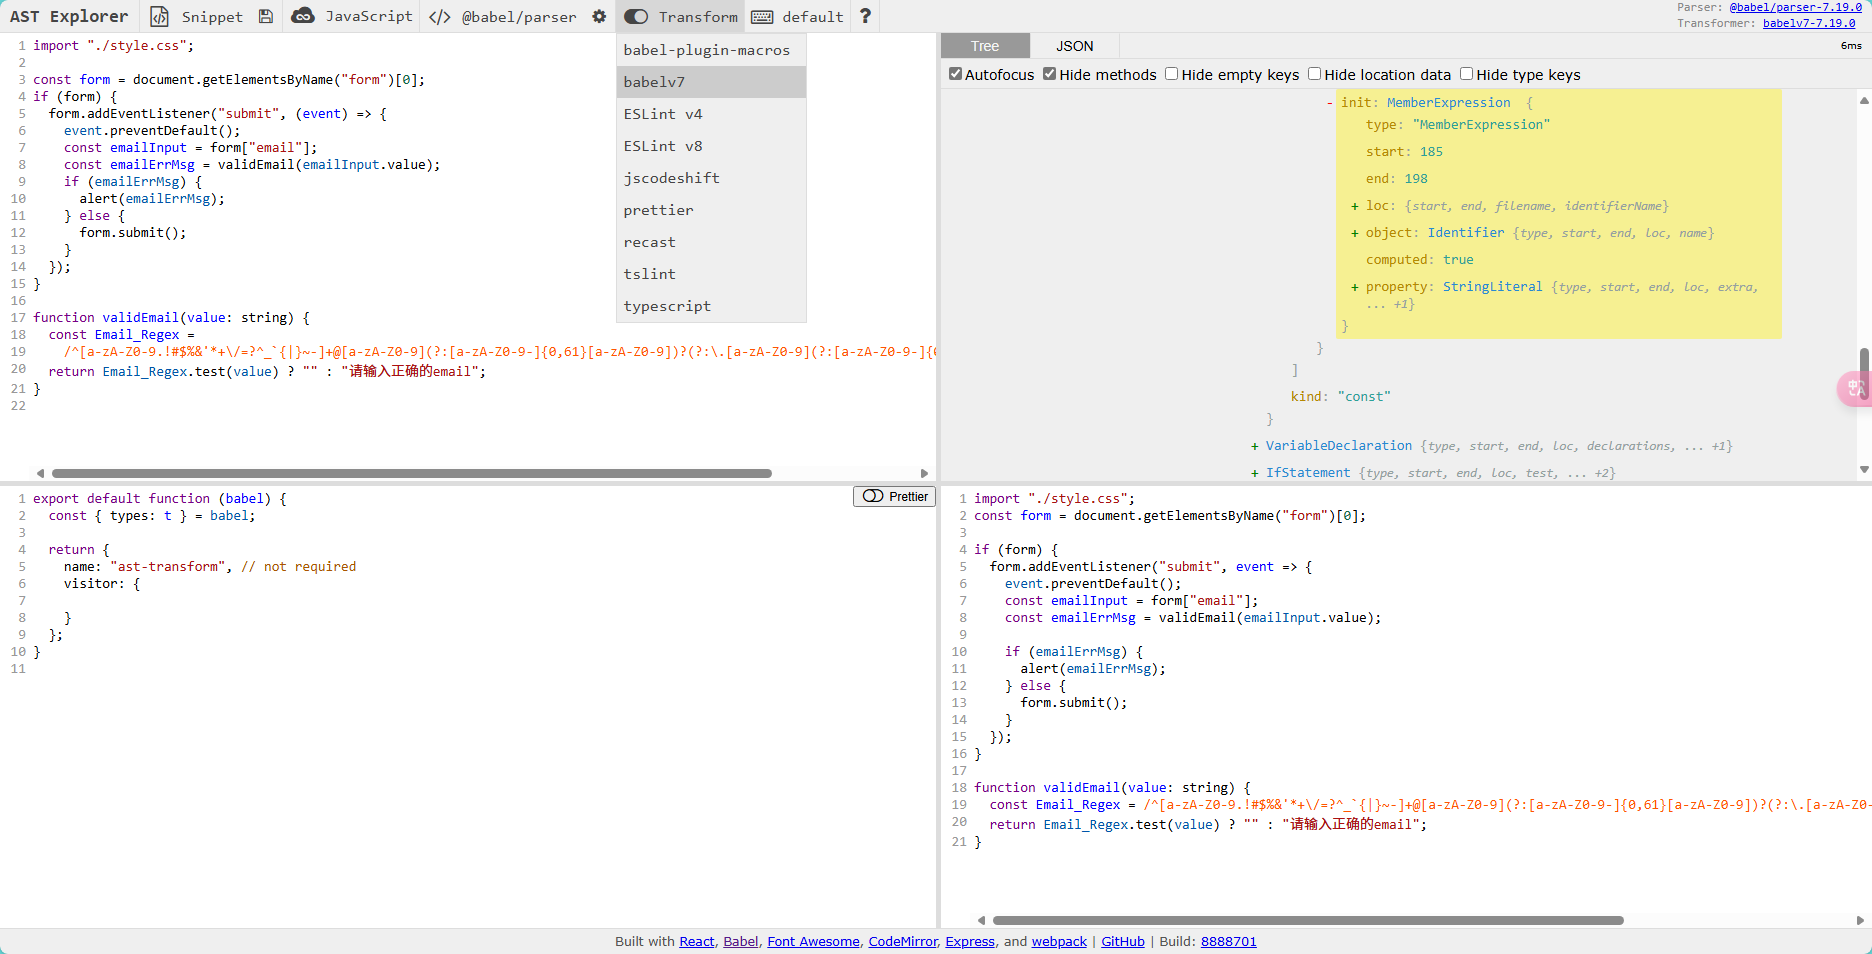 AST Explorer Snippet JavaScript </> @babel/parser Transform default ?
Parser: @babel/parser-7.19.0
Transformer: babelv7-7.19.0
babel-plugin-macros
babelv7
ESLint v4
ESLint v8
jscodeshift
prettier
recast
tslint
typescript
1 import "./style.css";
2
3 const form = document.getElementsByName("form")[0];
4 if (form) {
5 form.addEventListener("submit", (event) => {
6 event.preventDefault();
7 const emailInput = form["email"];
8 const emailErrMsg = validEmail(emailInput.value);
9 if (emailErrMsg) {
10 alert(emailErrMsg);
11 } else {
12 form.submit();
13 }
14 });
15 }
16
17 function validEmail(value: string) {
18 const Email_Regex =
19 /^[a-zA-Z0-9.!#$%&'*+\/=?^_`{|}~-]+@[a-zA-Z0-9](?:[a-zA-Z0-9-]{0,61}[a-zA-Z0-9])?(?:\.[a-zA-Z0-9](?:[a-zA-Z0-9-]{0
20 return Email_Regex.test(value) ? "" : "请输入正确的email";
21 }
22
Tree JSON 6ms
Autofocus Hide methods Hide empty keys Hide location data Hide type keys
- init: MemberExpression {
type: "MemberExpression"
start: 185
end: 198
+ loc: {start, end, filename, identifierName}
+ object: Identifier {type, start, end, loc, name}
computed: true
+ property: StringLiteral {type, start, end, loc, extra,
... +1}
}
}
]
kind: "const"
}
+ VariableDeclaration {type, start, end, loc, declarations, ... +1}
+ IfStatement {type, start, end, loc, test, ... +2}
中A
Prettier
1 export default function (babel) {
2 const { types: t } = babel;
3
4 return {
5 name: "ast-transform", // not required
6 visitor: {
7
8 }
9 };
10 }
11
1 import "./style.css";
2 const form = document.getElementsByName("form")[0];
3
4 if (form) {
5 form.addEventListener("submit", event => {
6 event.preventDefault();
7 const emailInput = form["email"];
8 const emailErrMsg = validEmail(emailInput.value);
9
10 if (emailErrMsg) {
11 alert(emailErrMsg);
12 } else {
13 form.submit();
14 }
15 });
16 }
17
18 function validEmail(value: string) {
19 const Email_Regex = /^[a-zA-Z0-9.!#$%&'*+\/=?^_`{|}~-]+@[a-zA-Z0-9](?:[a-zA-Z0-9-]{0,61}[a-zA-Z0-9])?(?:\.[a-zA-Z0-
20 return Email_Regex.test(value) ? "" : "请输入正确的email";
21 }
Built with React, Babel, Font Awesome, CodeMirror, Express, and webpack | GitHub | Build: 8888701